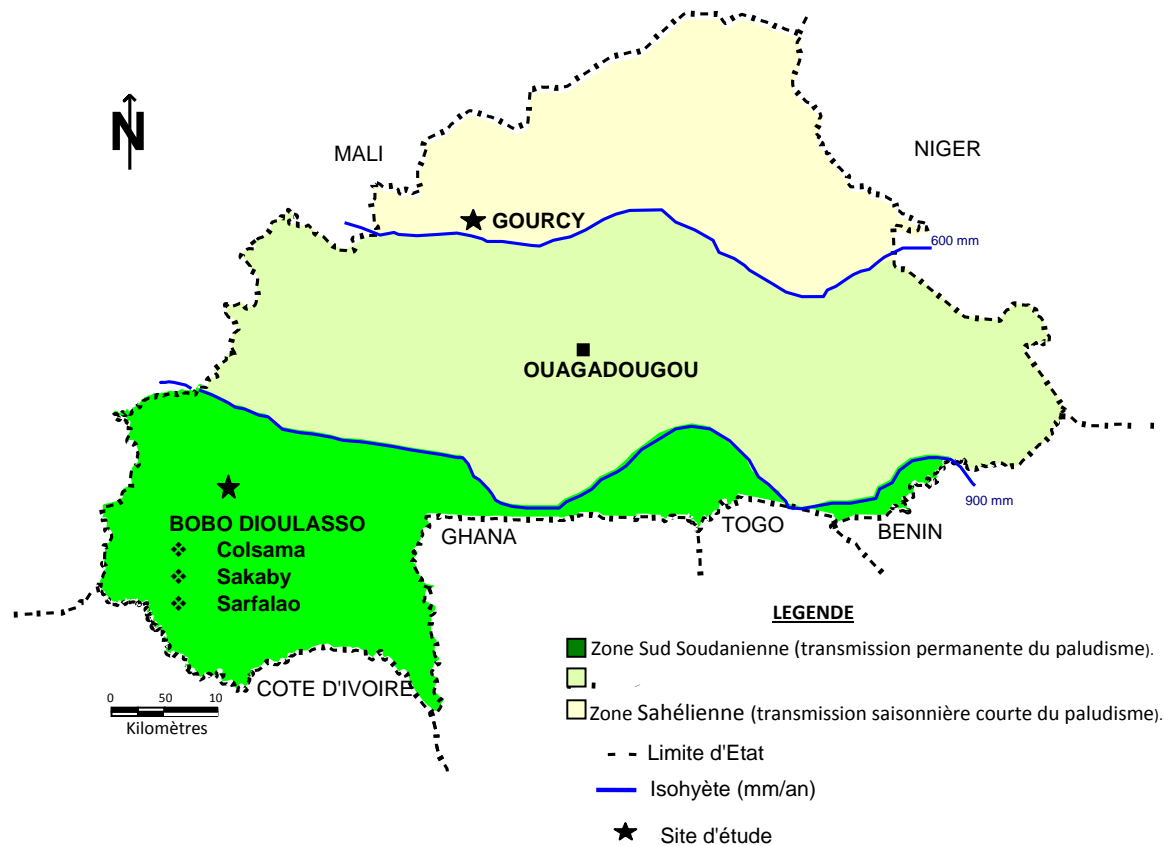 N
MALI
NIGER
GOURCY
600 mm
OUAGADOUGOU
900 mm
BOBO DIOULASSO
Colsama
Sakaby
Sarfalao
GHANA
TOGO
BENIN
COTE D'IVOIRE
0 50 10
Kilomètres
LEGENDE
Zone Sud Soudanienne (transmission permanente du paludisme).
Zone Sahélienne (transmission saisonnière courte du paludisme).
Limite d'Etat
Isohyète (mm/an)
Site d'étude